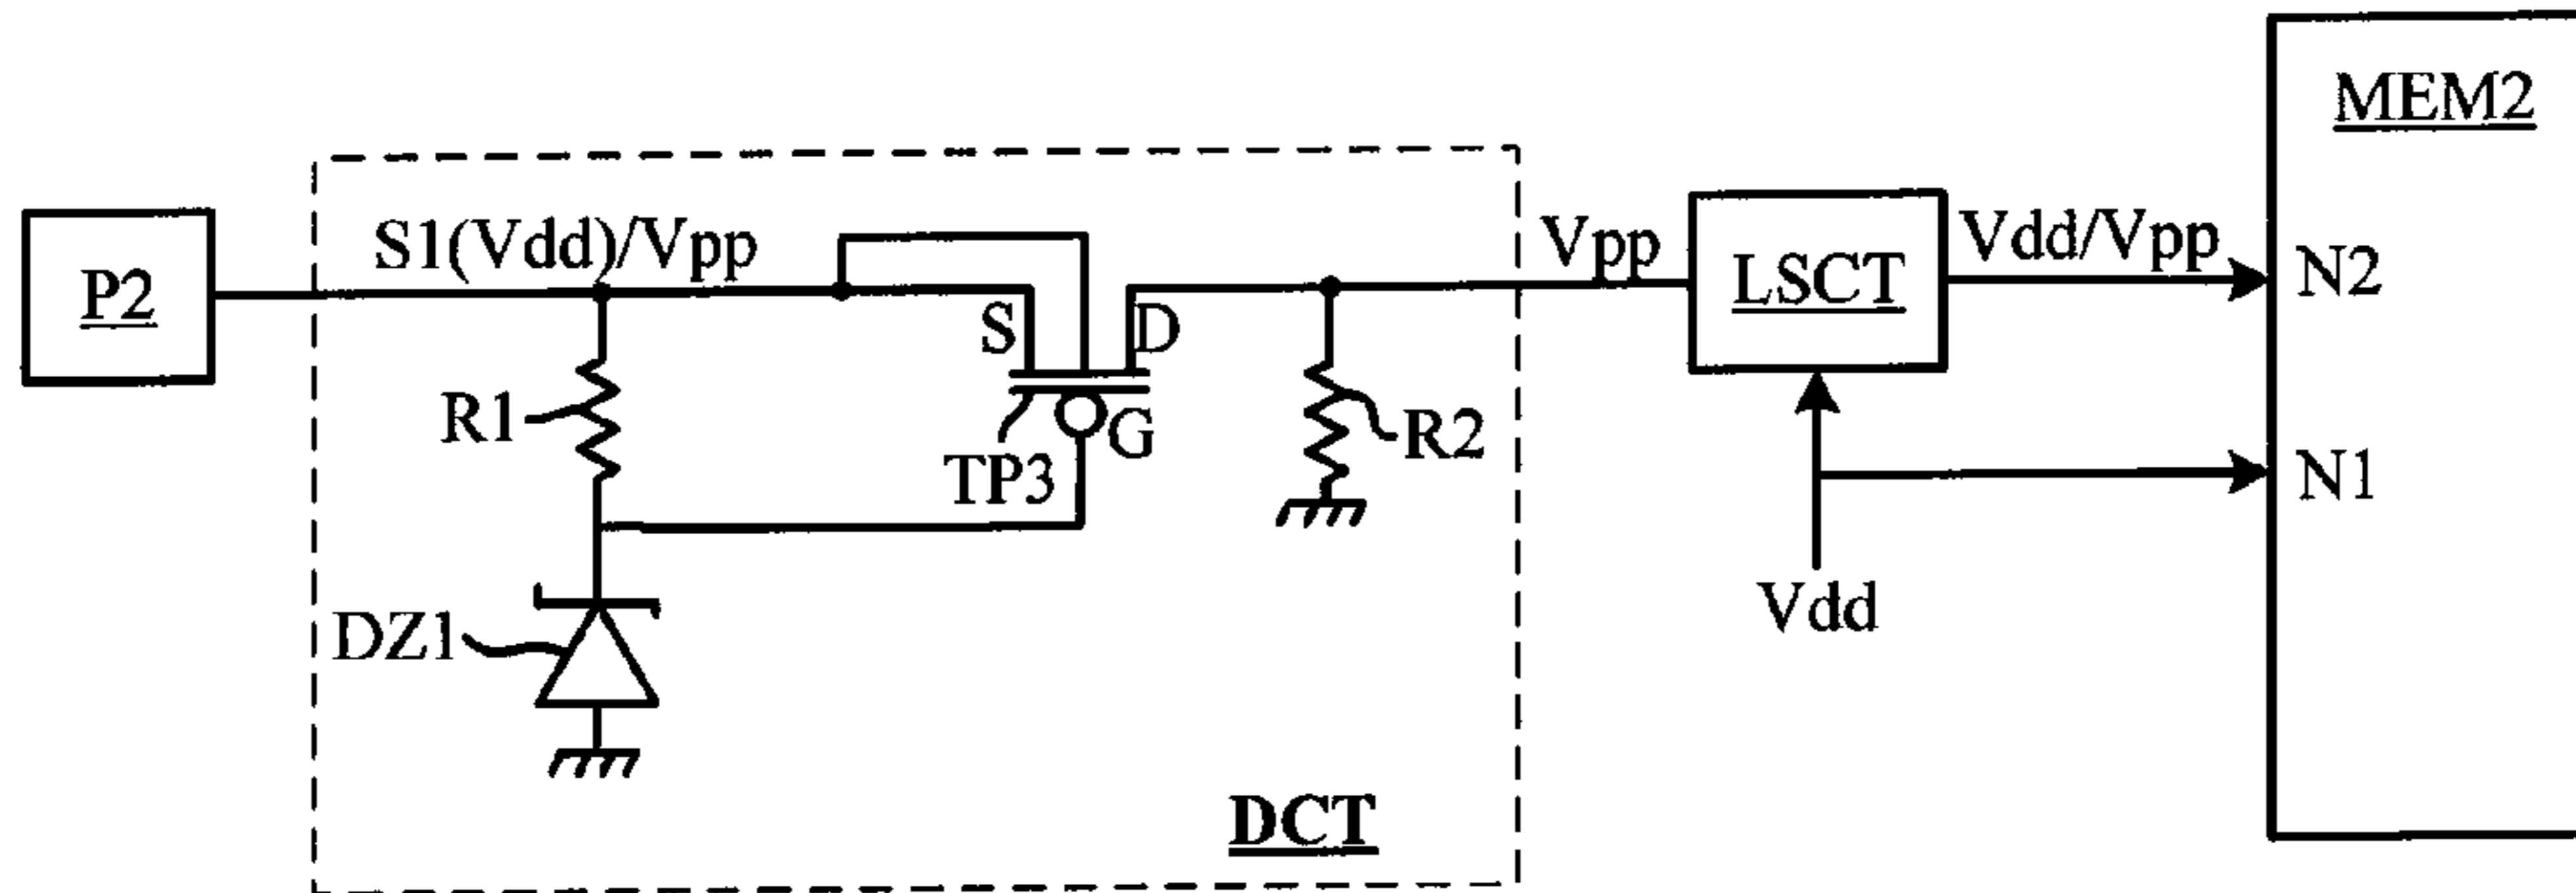 MEM2
P2
S1(Vdd)/Vpp
Vpp
LSCT
Vdd/Vpp
N2
S
D
R1
G
TP3
R2
N1
DZ1
Vdd
DCT